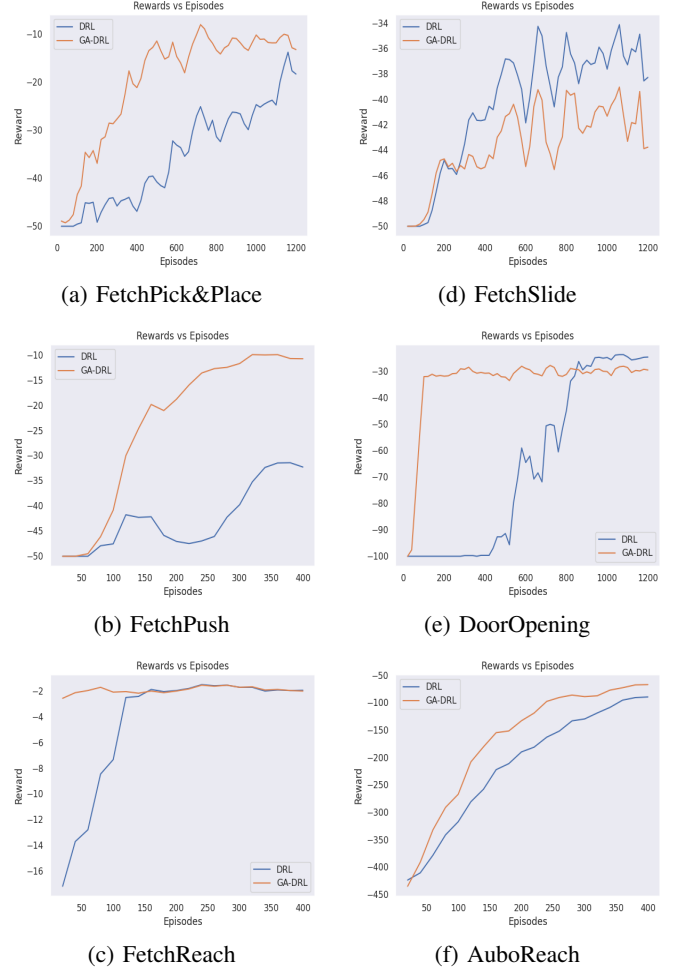 Rewards vs Episodes
DRL
GA-DRL
Reward
−10
−20
−30
−40
−50
0 200 400 600 800 1000 1200
Episodes
(a) FetchPick&Place
Rewards vs Episodes
DRL
GA-DRL
Reward
−34
−36
−38
−40
−42
−44
−46
−48
−50
0 200 400 600 800 1000 1200
Episodes
(d) FetchSlide
Rewards vs Episodes
DRL
GA-DRL
Reward
−10
−15
−20
−25
−30
−35
−40
−45
−50
50 100 150 200 250 300 350 400
Episodes
(b) FetchPush
Rewards vs Episodes
Reward
−30
−40
−50
−60
−70
−80
−90
−100
DRL
GA-DRL
0 200 400 600 800 1000 1200
Episodes
(e) DoorOpening
Rewards vs Episodes
Reward
−2
−4
−6
−8
−10
−12
−14
−16
DRL
GA-DRL
50 100 150 200 250 300 350 400
Episodes
(c) FetchReach
Rewards vs Episodes
DRL
GA-DRL
Reward
−50
−100
−150
−200
−250
−300
−350
−400
−450
50 100 150 200 250 300 350 400
Episodes
(f) AuboReach